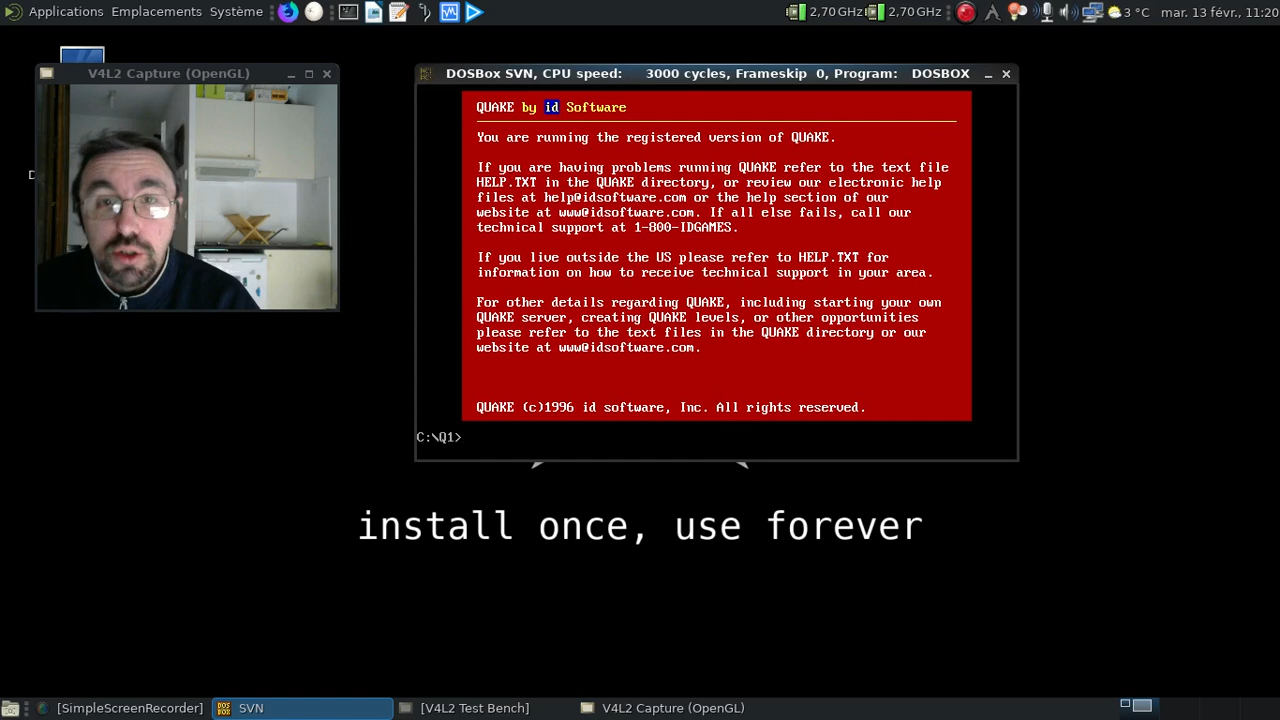 Applications Emplacements Système
2,70 GHz 2,70 GHz
3 °C mar. 13 févr., 11:20
V4L2 Capture (OpenGL)
DOSBox SVN, CPU speed: 3000 cycles, Frameskip 0, Program: DOSBOX
QUAKE by id Software
You are running the registered version of QUAKE.
If you are having problems running QUAKE refer to the text file
HELP.TXT in the QUAKE directory, or review our electronic help
files at help@idsoftware.com or the help section of our
website at www@idsoftware.com. If all else fails, call our
technical support at 1-800-IDGAMES.
If you live outside the US please refer to HELP.TXT for
information on how to receive technical support in your area.
For other details regarding QUAKE, including starting your own
QUAKE server, creating QUAKE levels, or other opportunities
please refer to the text files in the QUAKE directory or our
website at www@idsoftware.com.
QUAKE (c)1996 id software, Inc. All rights reserved.
C:\Q1>
install once, use forever
[SimpleScreenRecorder]
DOS
BOX
SVN
[V4L2 Test Bench]
V4L2 Capture (OpenGL)